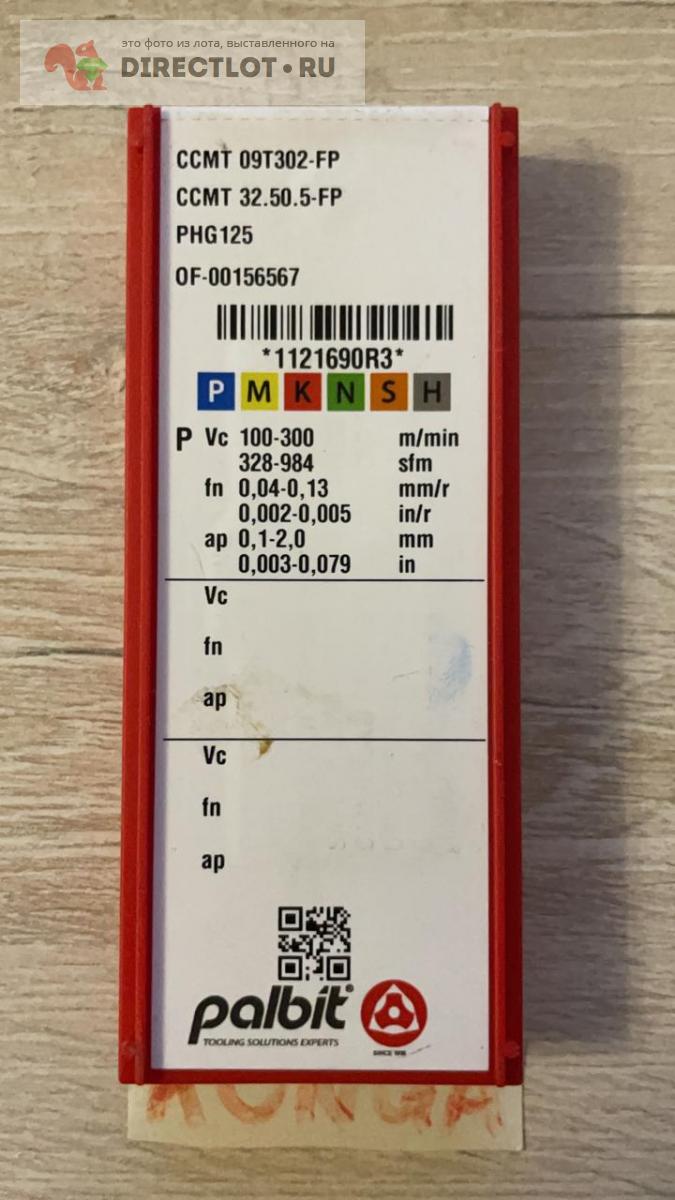 это фото из лота, выставленного на
DIRECTLOT.RU
CCMT 09T302-FP
CCMT 32.50.5-FP
PHG125
OF-00156567
*1121690R3*
P M K N S H
P Vc 100-300 m/min
328-984 sfm
fn 0,04-0,13 mm/r
0,002-0,005 in/r
ap 0,1-2,0 mm
0,003-0,079 in
Vc
fn
ap
Vc
fn
ap
palbit®
TOOLING SOLUTIONS EXPERTS